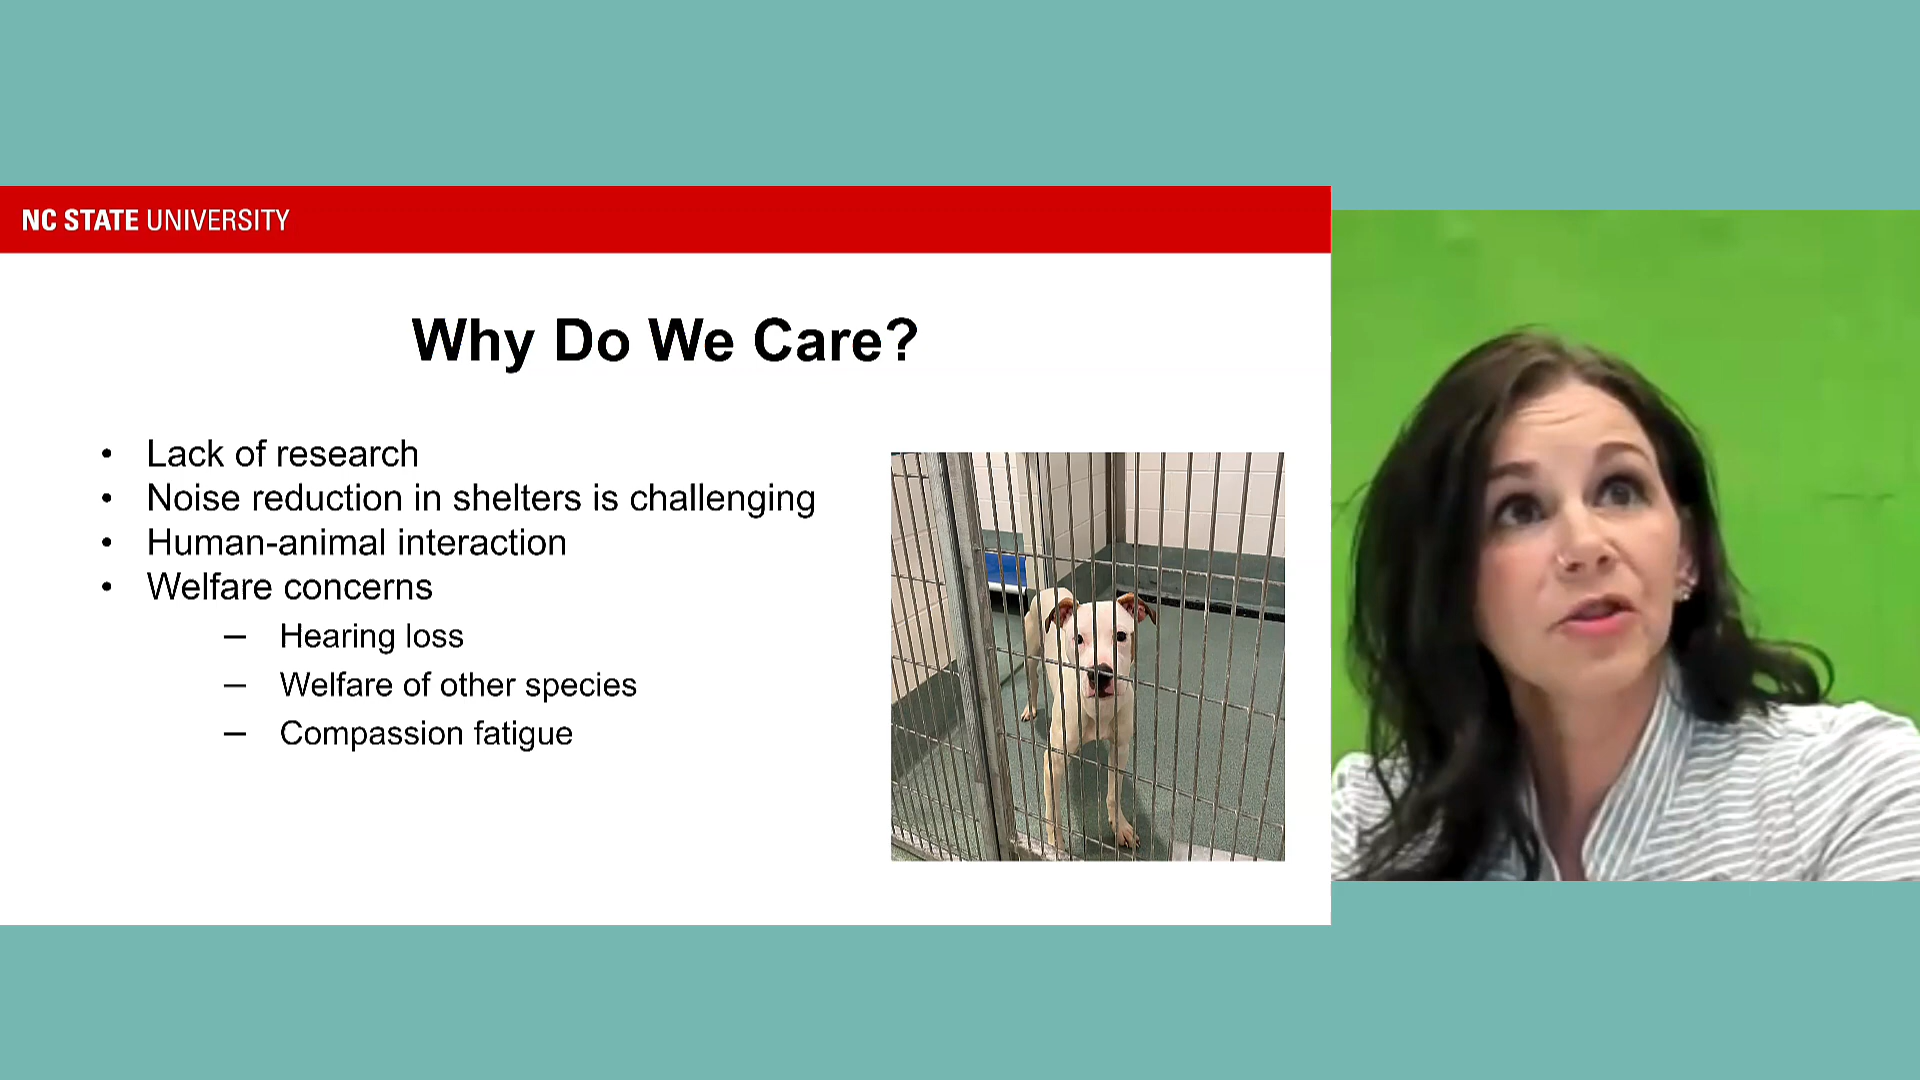 NC STATE UNIVERSITY
Why Do We Care?
• Lack of research
• Noise reduction in shelters is challenging
• Human-animal interaction
• Welfare concerns
– Hearing loss
– Welfare of other species
– Compassion fatigue